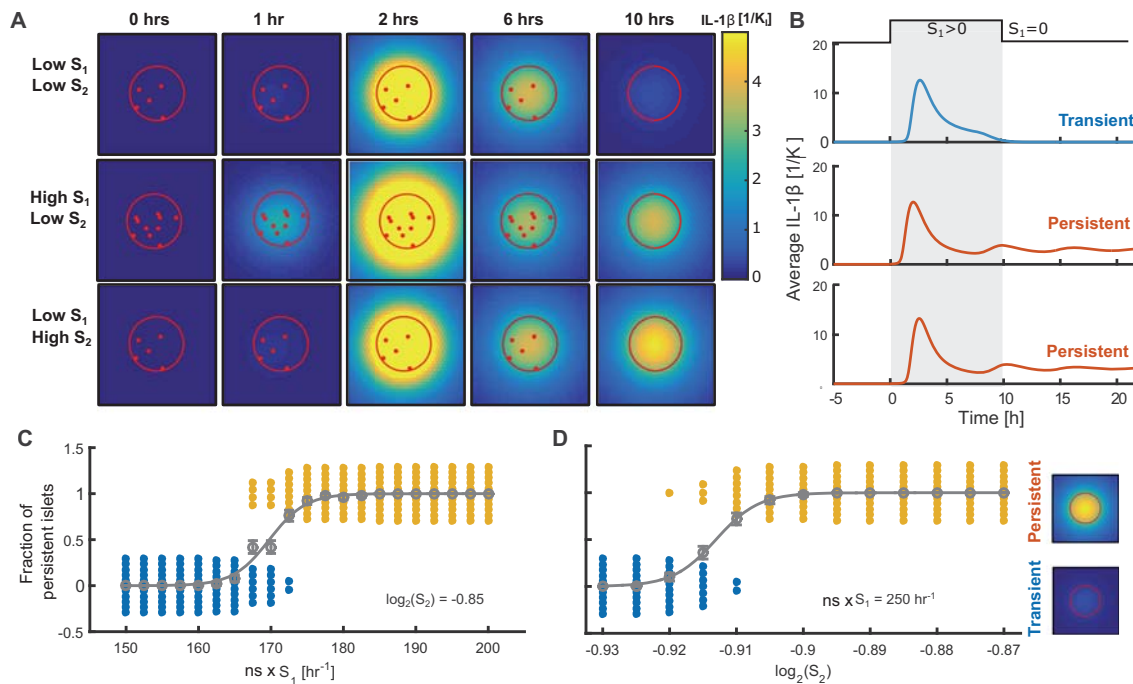 A
0 hrs 1 hr 2 hrs 6 hrs 10 hrs IL-1β [1/Kᵢ]
Low S₁
Low S₂
High S₁
Low S₂
Low S₁
High S₂
4
3
2
1
0
B
S₁>0 S₁=0
Average IL-1β [1/K]
20
10
0
Transient
20
10
0
Persistent
20
10
Persistent
-5 0 5 10 15 20
Time [h]
C
Fraction of
persistent islets
1.5
1
0.5
0
-0.5
log₂(S₂) = -0.85
150 160 170 180 190 200
ns x S₁ [hr⁻¹]
D
ns x S₁ = 250 hr⁻¹
-0.93 -0.92 -0.91 -0.9 -0.89 -0.88 -0.87
log₂(S₂)
Persistent
Transient